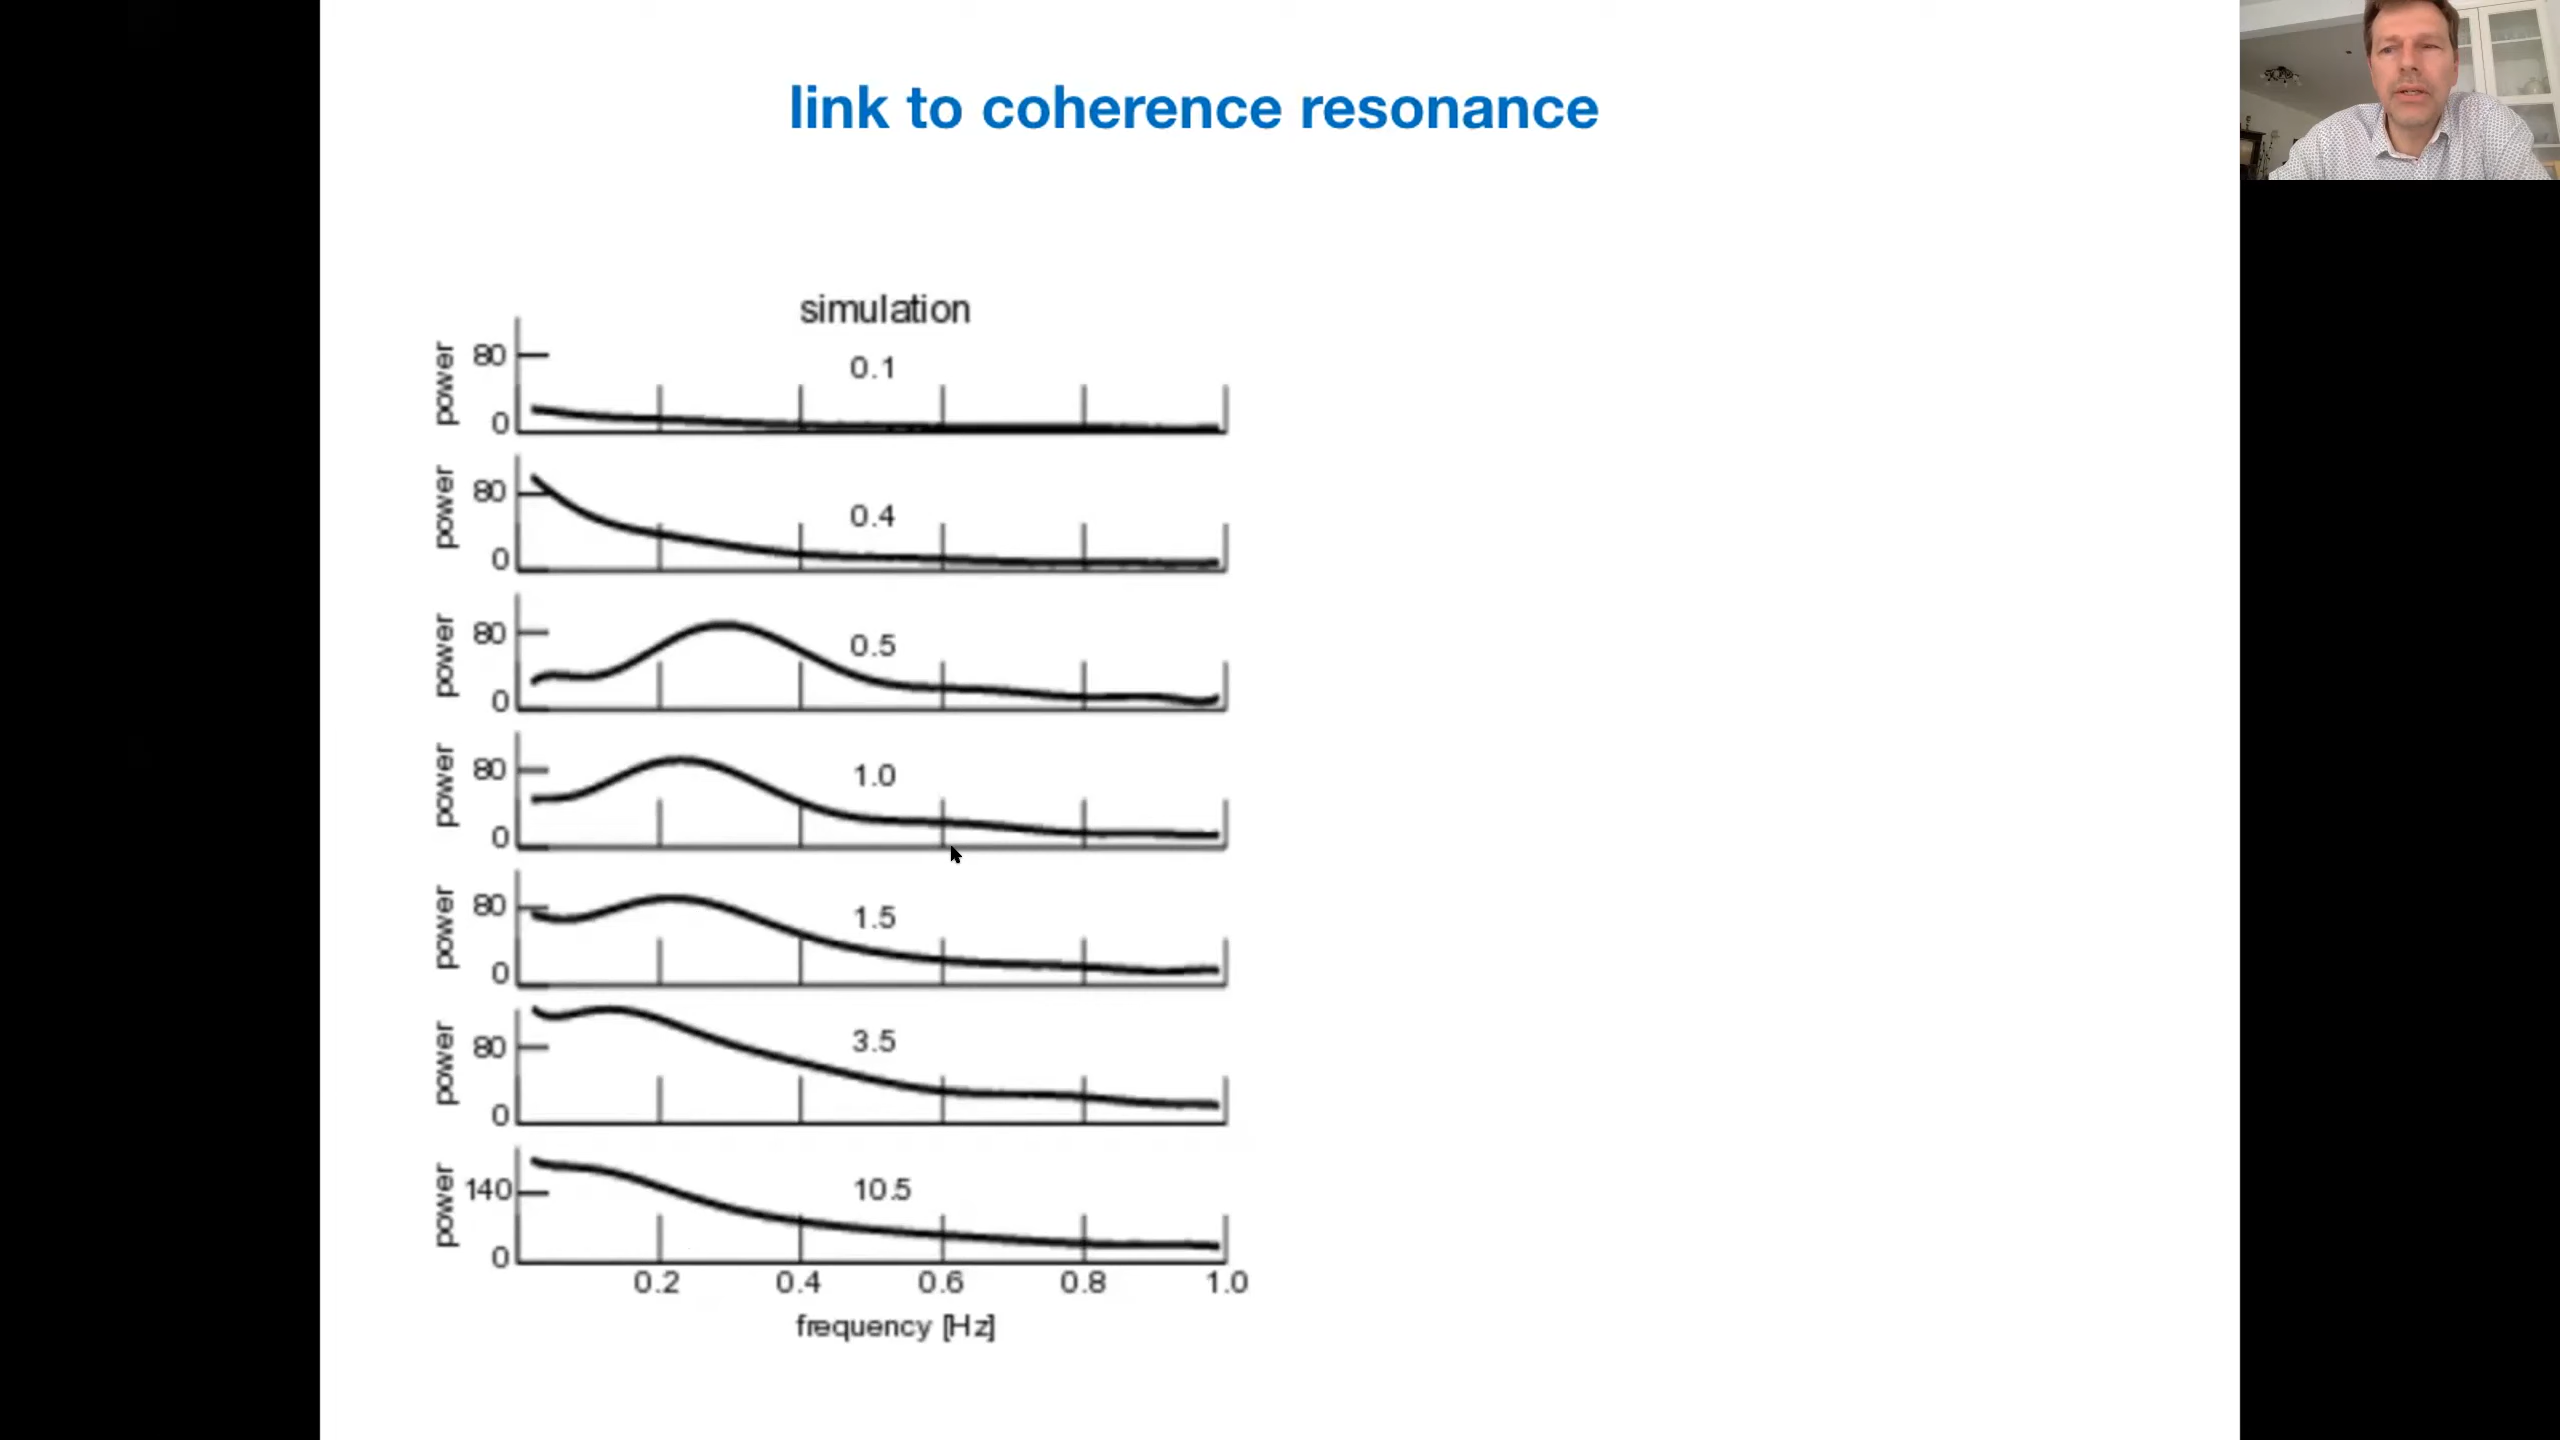 link to coherence resonance
simulation
power 80 0 0.1
power 80 0 0.4
power 80 0 0.5
power 80 0 1.0
power 80 0 1.5
power 80 0 3.5
power 140 0 10.5
0.2 0.4 0.6 0.8 1.0
frequency [Hz]